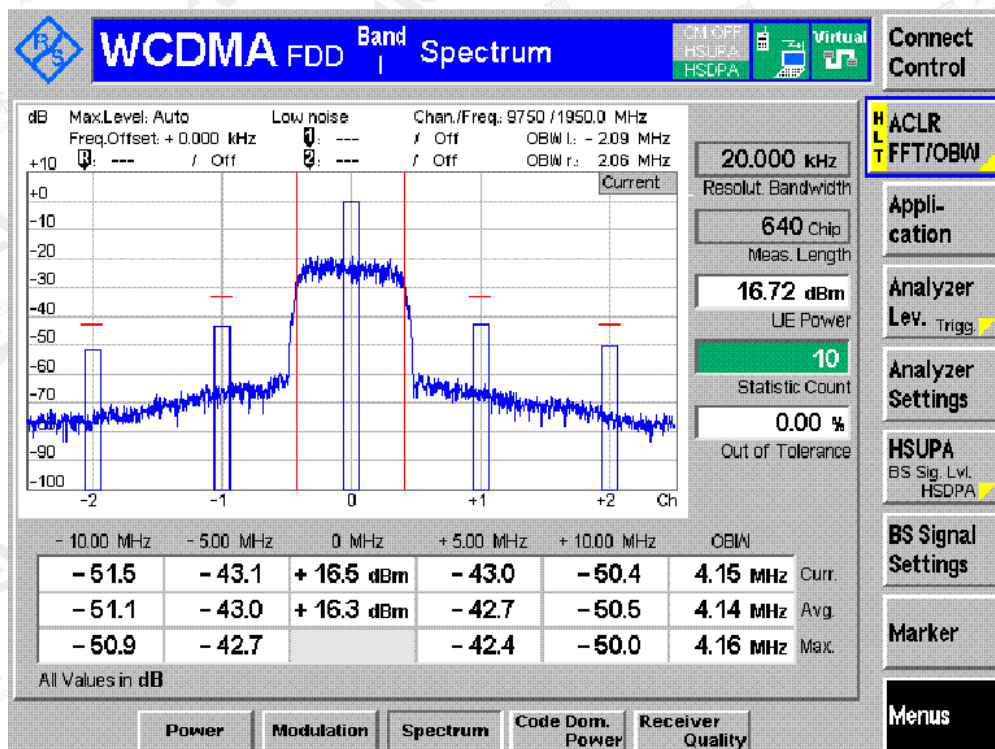 R&S
WCDMA FDD Band I Spectrum
CM:OFF
HSUPA
HSDPA
Virtual
Connect Control
dB Max.Level: Auto Low noise Chan./Freq.: 9750 / 1950.0 MHz
Freq.Offset: + 0.000 kHz 1: --- / Off OBW l.: - 2.09 MHz
R: --- / Off 2: --- / Off OBW r.: 2.06 MHz
Current
+10
+0
-10
-20
-30
-40
-50
-60
-70
-90
-100
-2 -1 0 +1 +2 Ch
20.000 kHz
Resolut. Bandwidth
640 Chip
Meas. Length
16.72 dBm
UE Power
10
Statistic Count
0.00 %
Out of Tolerance
- 10.00 MHz - 5.00 MHz 0 MHz + 5.00 MHz + 10.00 MHz OBW
- 51.5 - 43.1 + 16.5 dBm - 43.0 - 50.4 4.15 MHz Curr.
- 51.1 - 43.0 + 16.3 dBm - 42.7 - 50.5 4.14 MHz Avg.
- 50.9 - 42.7 - 42.4 - 50.0 4.16 MHz Max.
All Values in dB
HLT
ACLR
FFT/OBW
Appli-
cation
Analyzer
Lev. Trigg.
Analyzer
Settings
HSUPA
BS Sig. Lvl.
HSDPA
BS Signal
Settings
Marker
Menus
Power
Modulation
Spectrum
Code Dom.
Power
Receiver
Quality